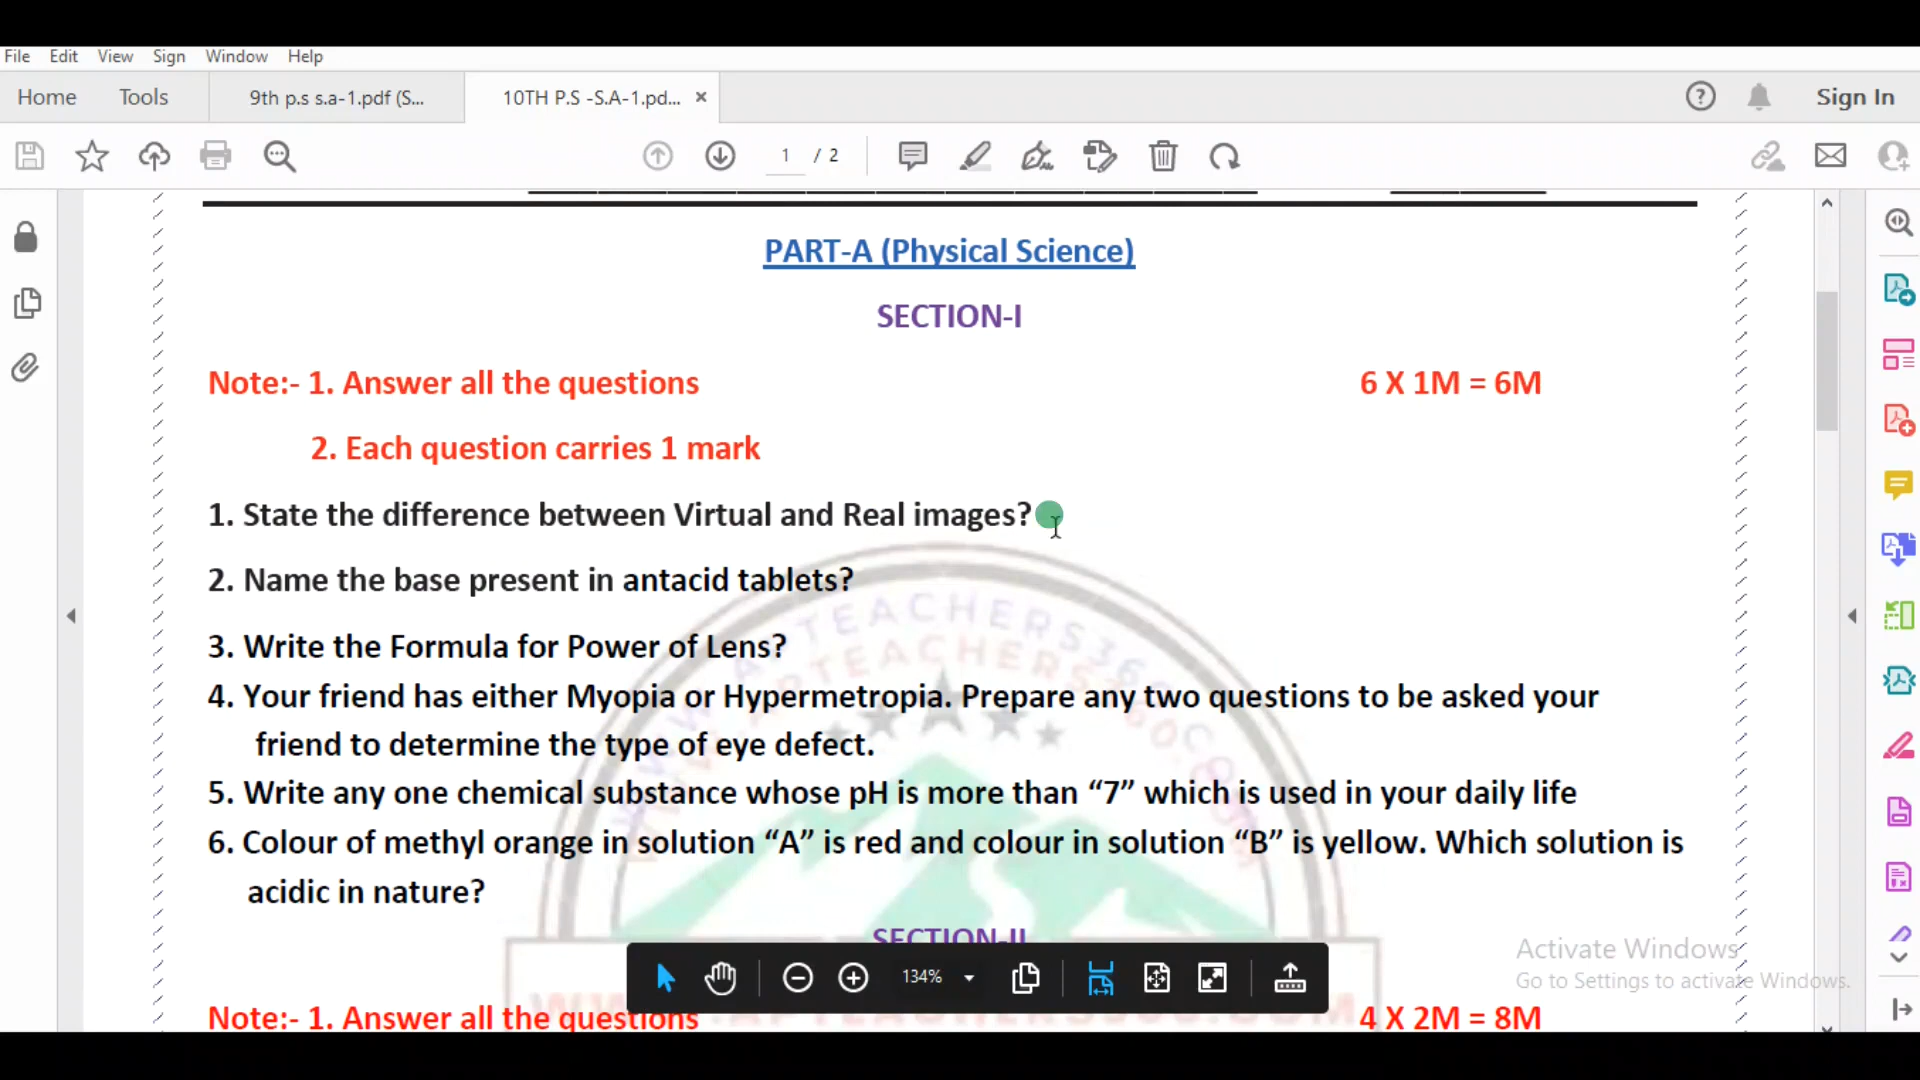 File Edit View Sign Window Help
Home Tools 9th p.s s.a-1.pdf (S... 10TH P.S -S.A-1.pd... × Sign In
1 / 2
PART-A (Physical Science)
SECTION-I
Note:- 1. Answer all the questions 6 X 1M = 6M
2. Each question carries 1 mark
1. State the difference between Virtual and Real images?
2. Name the base present in antacid tablets?
3. Write the Formula for Power of Lens?
4. Your friend has either Myopia or Hypermetropia. Prepare any two questions to be asked your
friend to determine the type of eye defect.
5. Write any one chemical substance whose pH is more than “7” which is used in your daily life
6. Colour of methyl orange in solution “A” is red and colour in solution “B” is yellow. Which solution is
acidic in nature?
SECTION-II
Activate Windows
134%
Go to Settings to activate Windows.
Note:- 1. Answer all the questions 4 X 2M = 8M